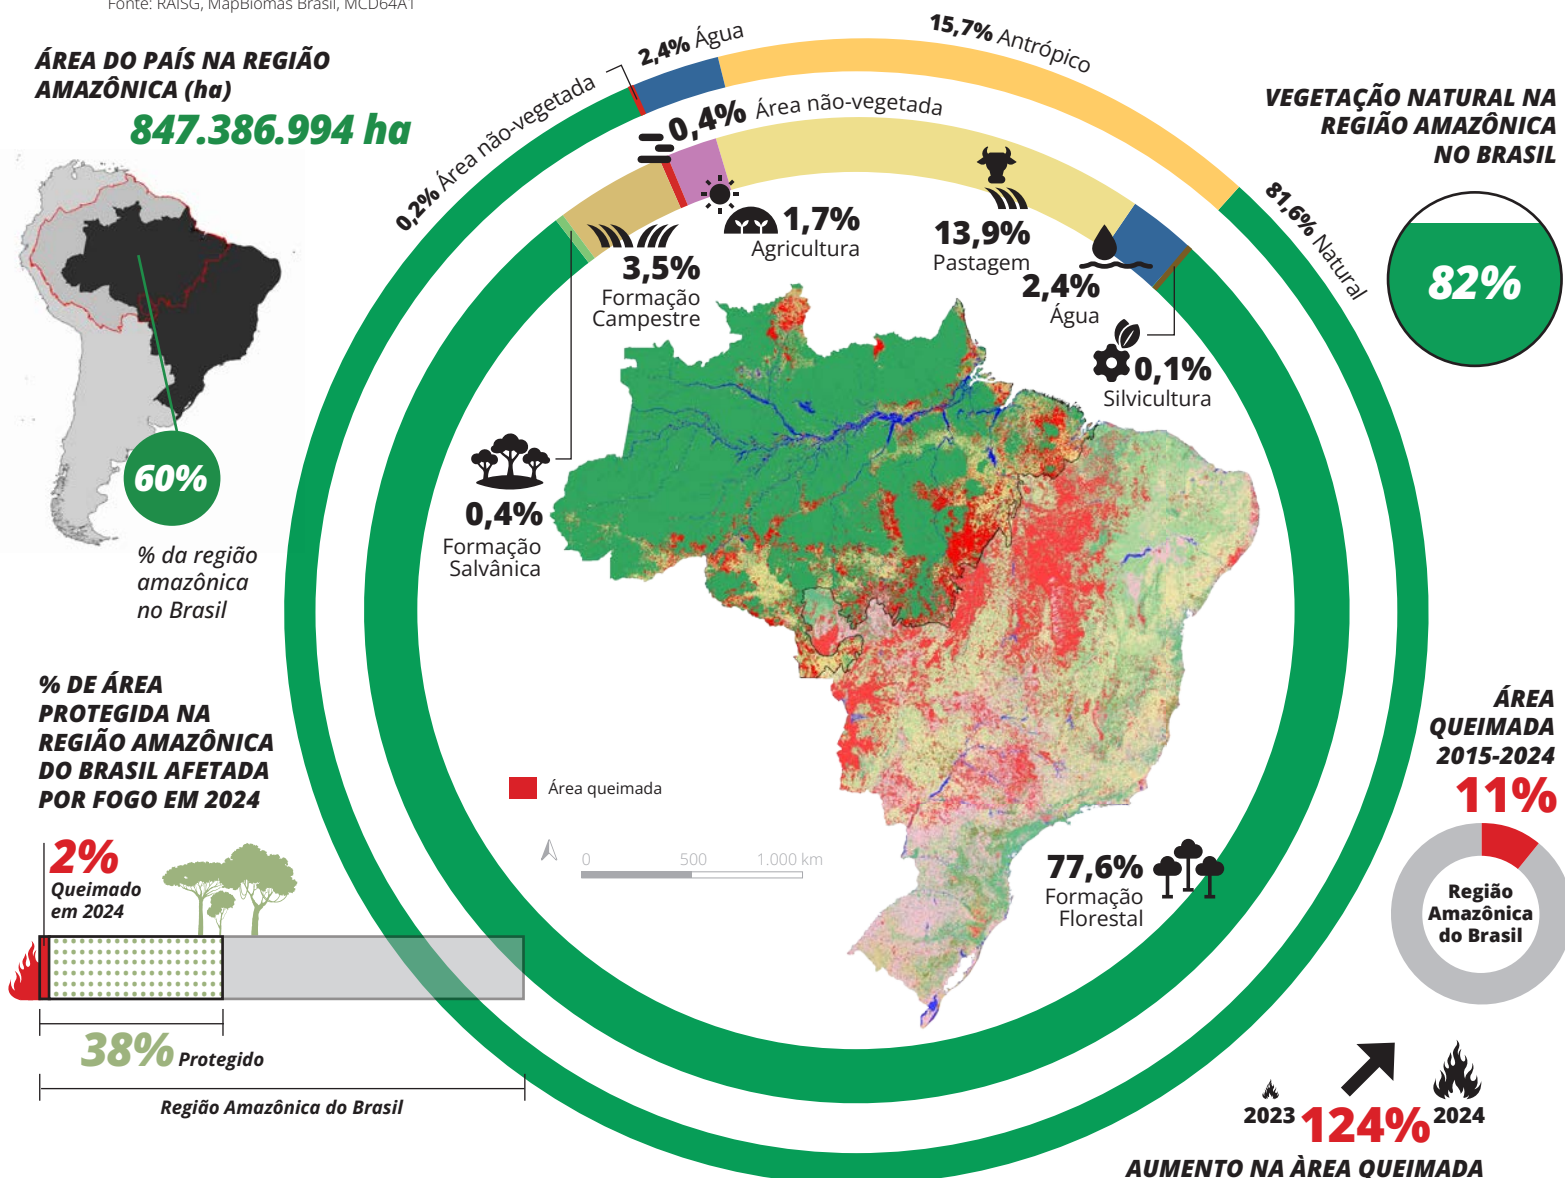 Fonte: RAISG, MapBiomas Brasil, MCD64A1
ÁREA DO PAÍS NA REGIÃO
AMAZÔNICA (ha)
847.386.994 ha
60%
% da região
amazônica
no Brasil
% DE ÁREA
PROTEGIDA NA
REGIÃO AMAZÔNICA
DO BRASIL AFETADA
POR FOGO EM 2024
2%
Queimado
em 2024
38% Protegido
Região Amazônica do Brasil
0,2% Área não-vegetada
2,4% Água
15,7% Antrópico
81,6% Natural
0,4% Área não-vegetada
1,7%
Agricultura
13,9%
Pastagem
2,4%
Água
0,1%
Silvicultura
3,5%
Formação
Campestre
0,4%
Formação
Salvânica
77,6%
Formação
Florestal
Área queimada
0 500 1.000 km
VEGETAÇÃO NATURAL NA
REGIÃO AMAZÔNICA
NO BRASIL
82%
ÁREA
QUEIMADA
2015-2024
11%
Região
Amazônica
do Brasil
2023 124% 2024
AUMENTO NA ÀREA QUEIMADA